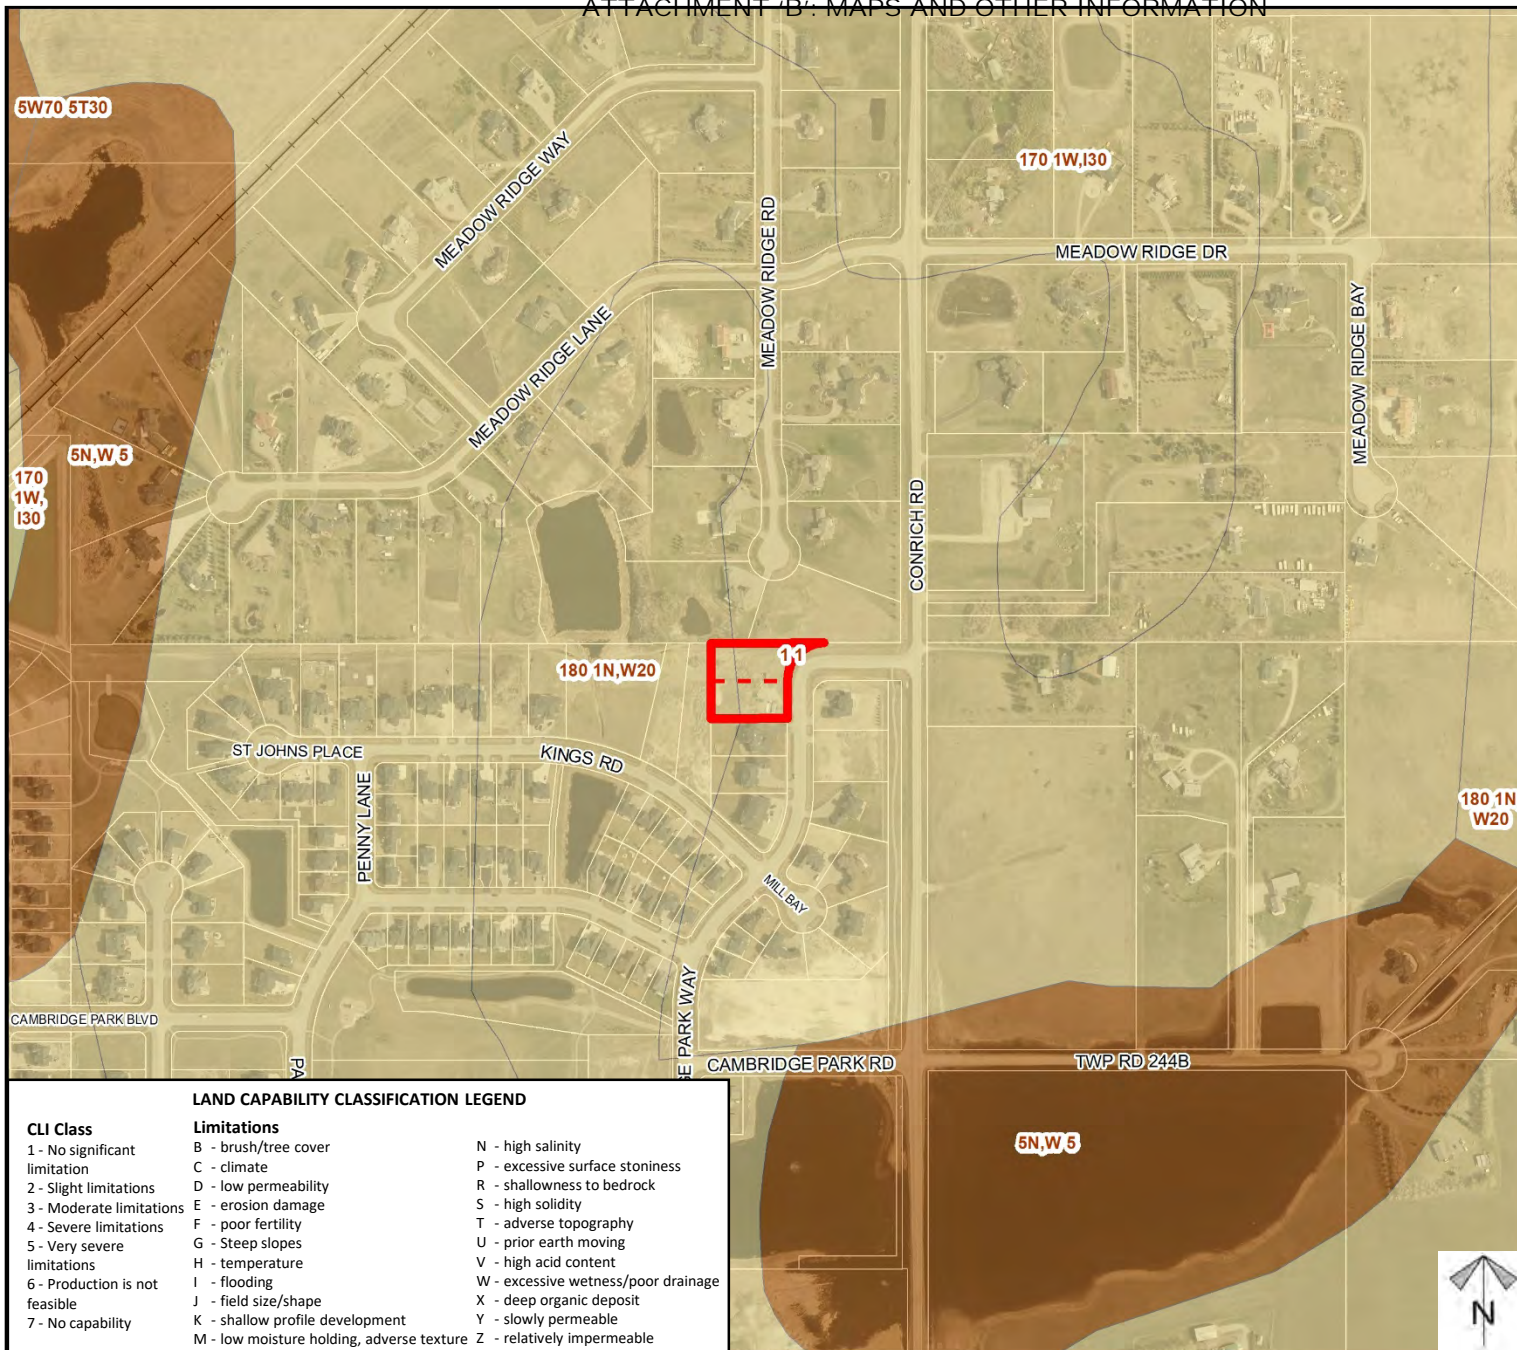 ATTACHMENT 'B': MAPS AND OTHER INFORMATION
5W70 5T30
170 1W,I30
MEADOW RIDGE WAY
MEADOW RIDGE RD
MEADOW RIDGE DR
MEADOW RIDGE LANE
MEADOW RIDGE BAY
5N,W 5
170
1W,
I30
CONRICH RD
11
180 1N,W20
ST JOHNS PLACE
KINGS RD
PENNY LANE
180 1N
W20
MILL BAY
CAMBRIDGE PARK BLVD
PA
GE PARK WAY
CAMBRIDGE PARK RD
TWP RD 244B
5N,W 5
LAND CAPABILITY CLASSIFICATION LEGEND
CLI Class
1 - No significant
limitation
2 - Slight limitations
3 - Moderate limitations
4 - Severe limitations
5 - Very severe
limitations
6 - Production is not
feasible
7 - No capability
Limitations
B - brush/tree cover
C - climate
D - low permeability
E - erosion damage
F - poor fertility
G - Steep slopes
H - temperature
I - flooding
J - field size/shape
K - shallow profile development
M - low moisture holding, adverse texture
N - high salinity
P - excessive surface stoniness
R - shallowness to bedrock
S - high solidity
T - adverse topography
U - prior earth moving
V - high acid content
W - excessive wetness/poor drainage
X - deep organic deposit
Y - slowly permeable
Z - relatively impermeable
N